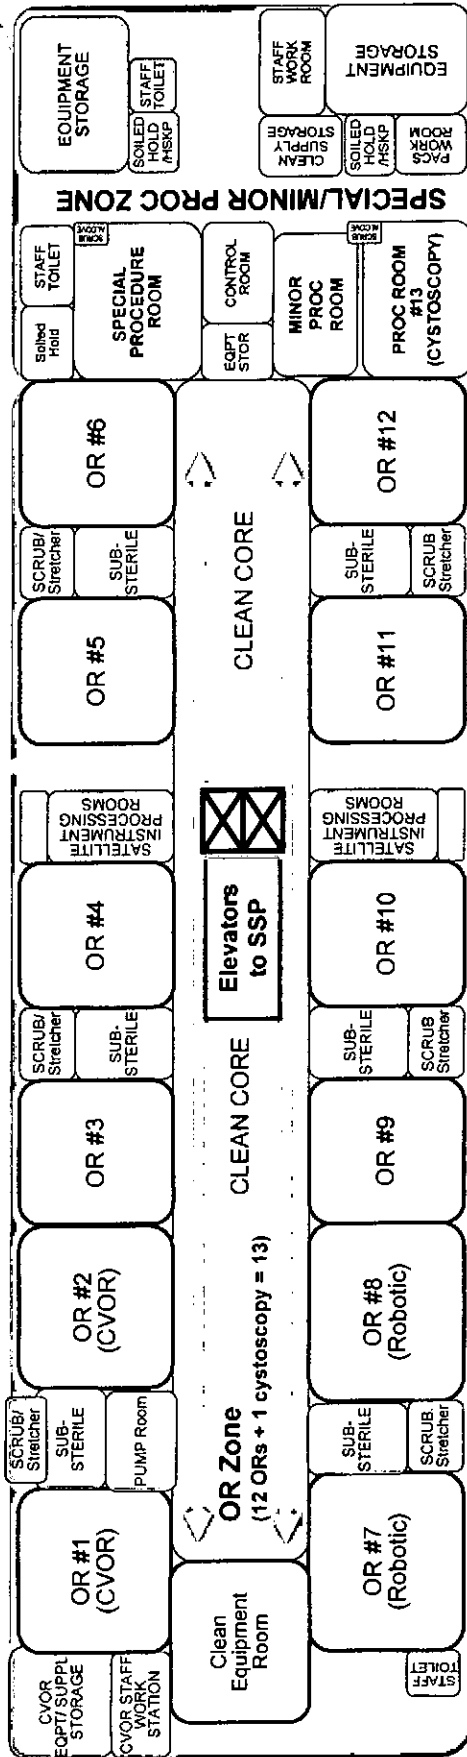 CVOR
EQPT/ SUPPL
STORAGE
CVOR STAFF
WORK
STATION
OR #1
(CVOR)
SCRUB/
Stretcher
SUB-
STERILE
PUMP Room
OR #2
(CVOR)
OR #3
SCRUB/
Stretcher
SUB-
STERILE
OR #4
SATELLITE
INSTRUMENT
PROCESSING
ROOMS
OR #5
SCRUB/
Stretcher
SUB-
STERILE
OR #6
Soiled
Hold
STAFF
TOILET
SCRUB
ALCOVE
SPECIAL
PROCEDURE
ROOM
EQUIPMENT
STORAGE
SOILED
HOLD
/HSKP
STAFF
TOILET
Clean
Equipment
Room
OR Zone
(12 ORs + 1 cystoscopy = 13)
CLEAN CORE
Elevators
to SSP
CLEAN CORE
EQPT
STOR
CONTROL
ROOM
SPECIAL/MINOR PROC ZONE
STAFF
TOILET
OR #7
(Robotic)
SUB-
STERILE
SCRUB.
Stretcher
OR #8
(Robotic)
OR #9
SUB-
STERILE
SCRUB
Stretcher
OR #10
SATELLITE
INSTRUMENT
PROCESSING
ROOMS
OR #11
SUB-
STERILE
SCRUB
Stretcher
OR #12
MINOR
PROC
ROOM
SCRUB
ALCOVE
PROC ROOM
#13
(CYSTOSCOPY)
CLEAN
SUPPLY
STORAGE
STAFF
WORK
ROOM
SOILED
HOLD
/HSKP
PACS
WORK
ROOM
EQUIPMENT
STORAGE